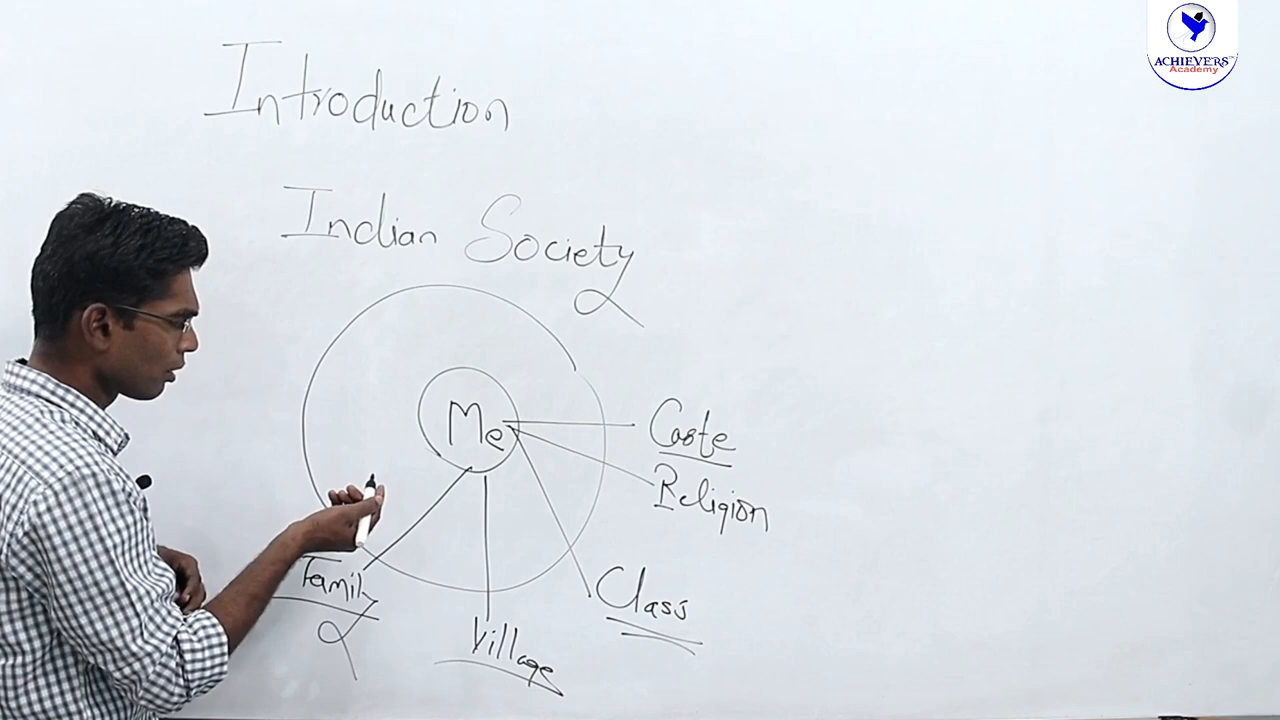 ACHIEVERS
Academy
Introduction
Indian Society
Me
Caste
Religion
Class
Family
Village